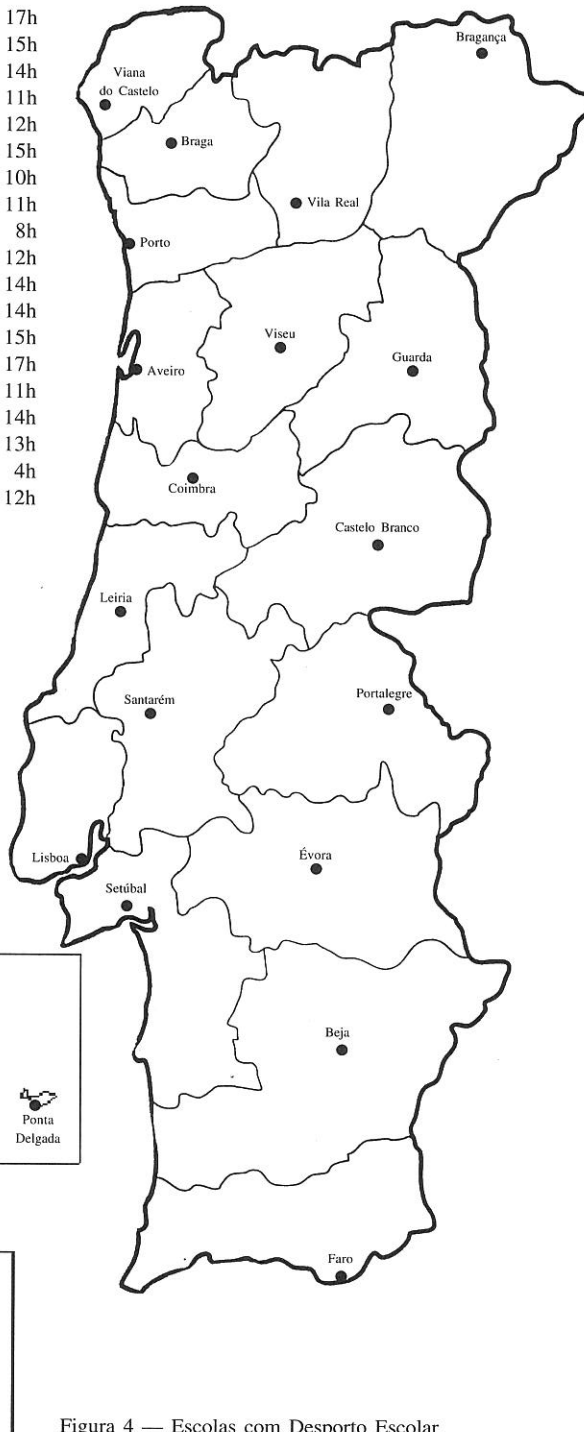 17h
15h
14h
11h
12h
15h
10h
11h
8h
12h
14h
14h
15h
17h
11h
14h
13h
4h
12h
Bragança
Viana
do Castelo
Braga
Vila Real
Porto
Viseu
Guarda
Aveiro
Coimbra
Castelo Branco
Leiria
Santarém
Portalegre
Lisboa
Évora
Setúbal
Beja
Ponta
Delgada
Faro
Figura 4 — Escolas com Desporto Escolar